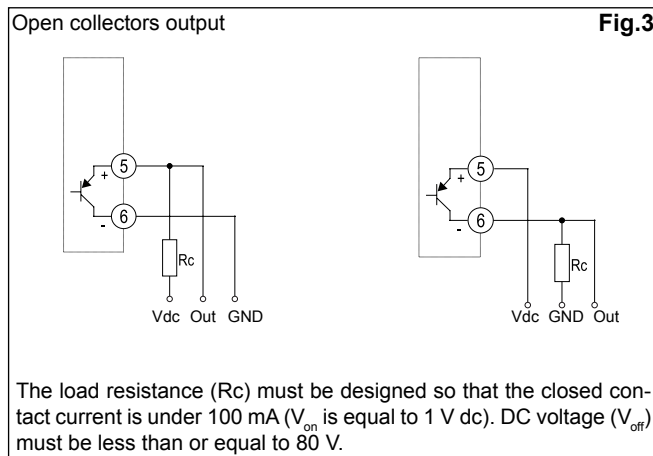 Open collectors output
Fig.3
5
+
6
-
Rc
Vdc Out GND
5
+
6
-
Rc
Vdc GND Out
The load resistance (Rc) must be designed so that the closed con-
tact current is under 100 mA (Von is equal to 1 V dc). DC voltage (Voff)
must be less than or equal to 80 V.